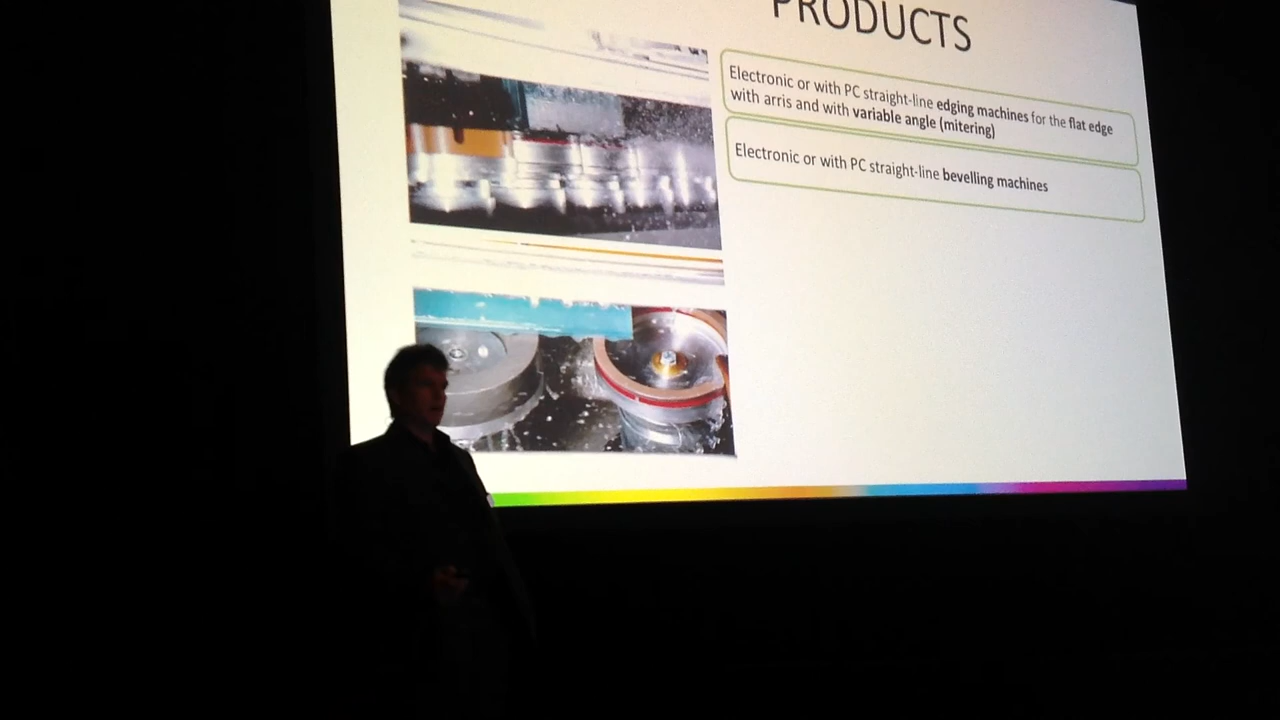 PRODUCTS
Electronic or with PC straight-line edging machines for the flat edge
with arris and with variable angle (mitering)
Electronic or with PC straight-line bevelling machines